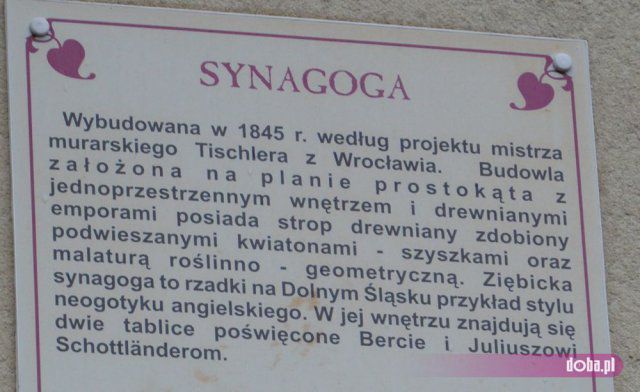 SYNAGOGA
Wybudowana w 1845 r. według projektu mistrza
murarskiego Tischlera z Wrocławia. Budowla
założona na planie prostokąta z
jednoprzestrzennym wnętrzem i drewnianymi
emporami posiada strop drewniany zdobiony
podwieszanymi kwiatonami - szyszkami oraz
malaturą roślinno - geometryczną. Ziębicka
synagoga to rzadki na Dolnym Śląsku przykład stylu
neogotyku angielskiego. W jej wnętrzu znajdują się
dwie tablice poświęcone Bercie i Juliuszowi
Schottländerom.
doba.pl